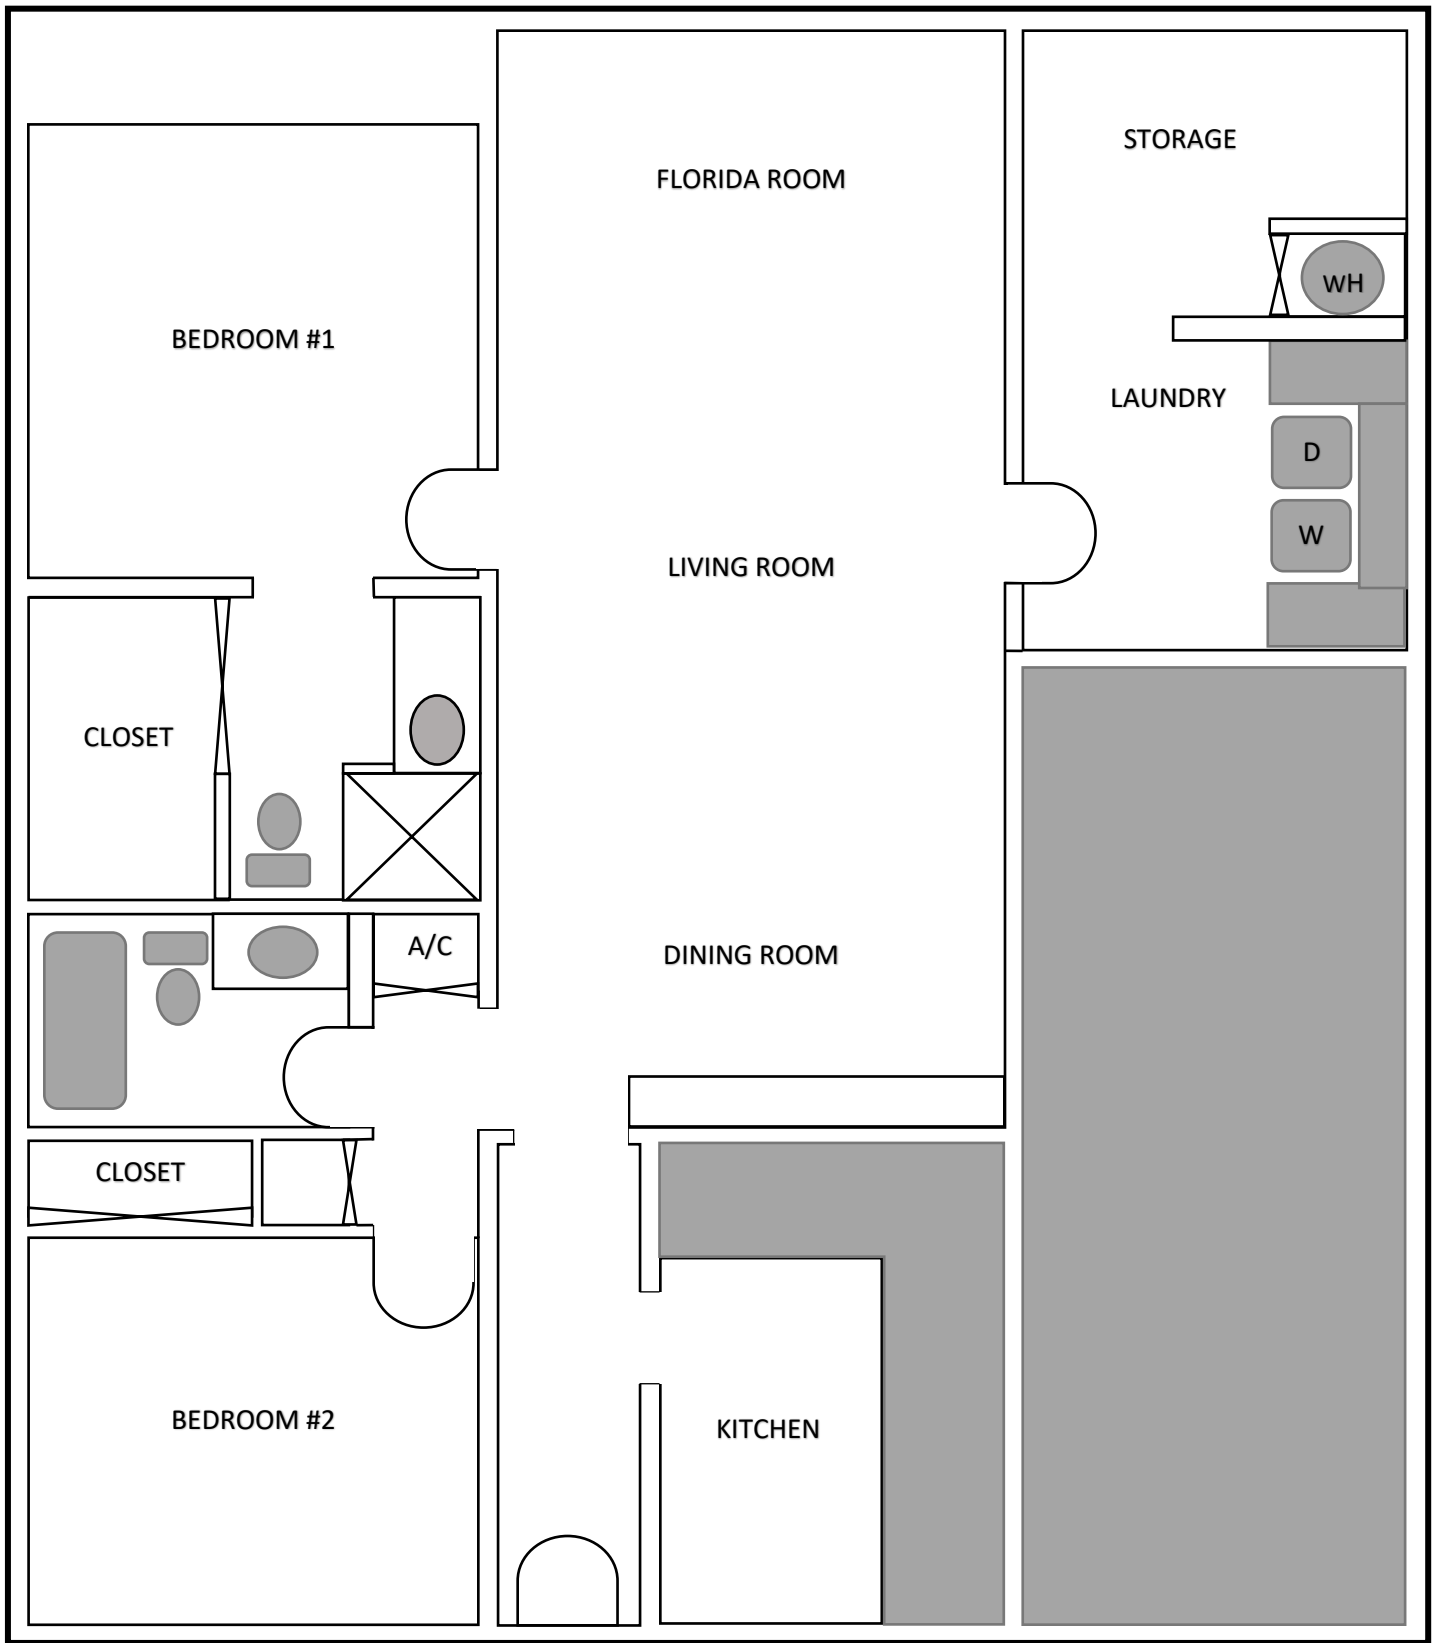 STORAGE
FLORIDA ROOM
WH
BEDROOM #1
LAUNDRY
D
W
LIVING ROOM
CLOSET
A/C
DINING ROOM
CLOSET
BEDROOM #2
KITCHEN